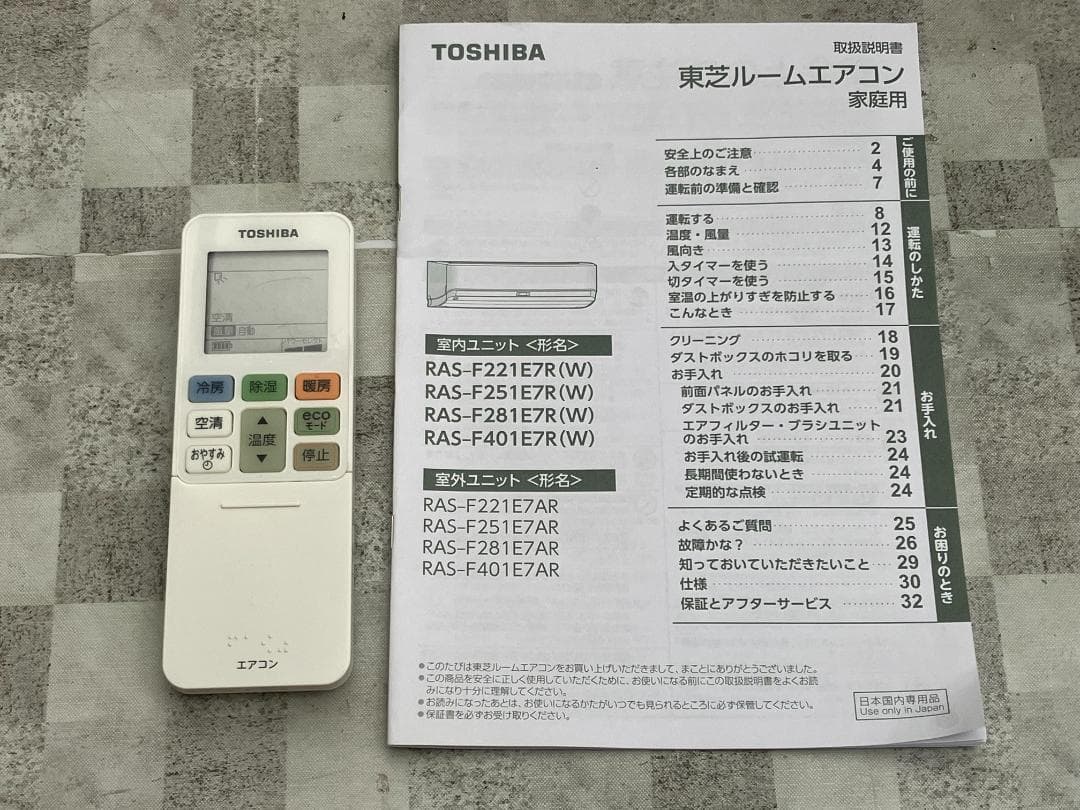 TOSHIBA
空清
風量 自動
冷房
除湿
暖房
空清
温度
eco
モード
おやすみ
停止
エアコン
TOSHIBA
取扱説明書
東芝ルームエアコン
家庭用
室内ユニット <形名>
RAS-F221E7R(W)
RAS-F251E7R(W)
RAS-F281E7R(W)
RAS-F401E7R(W)
室外ユニット <形名>
RAS-F221E7AR
RAS-F251E7AR
RAS-F281E7AR
RAS-F401E7AR
ご使用の前に
安全上のご注意 2
各部のなまえ 4
運転前の準備と確認 7
運転のしかた
運転する 8
温度・風量 12
風向き 13
入タイマーを使う 14
切タイマーを使う 15
室温の上がりすぎを防止する 16
こんなとき 17
お手入れ
クリーニング 18
ダストボックスのホコリを取る 19
お手入れ 20
前面パネルのお手入れ 21
ダストボックスのお手入れ 21
エアフィルター・ブラシユニット
のお手入れ 23
お手入れ後の試運転 24
長期間使わないとき 24
定期的な点検 24
お困りのとき
よくあるご質問 25
故障かな？ 26
知っておいていただきたいこと 29
仕様 30
保証とアフターサービス 32
●このたびは東芝ルームエアコンをお買い上げいただきまして、まことにありがとうございました。
●この商品を安全に正しく使用していただくために、お使いになる前にこの取扱説明書をよくお読
みになり十分に理解してください。
●お読みになったあとは、お使いになるかたがいつでも見られるところに必ず保管してください。
●保証書を必ずお受け取りください。
日本国内専用品
Use only in Japan